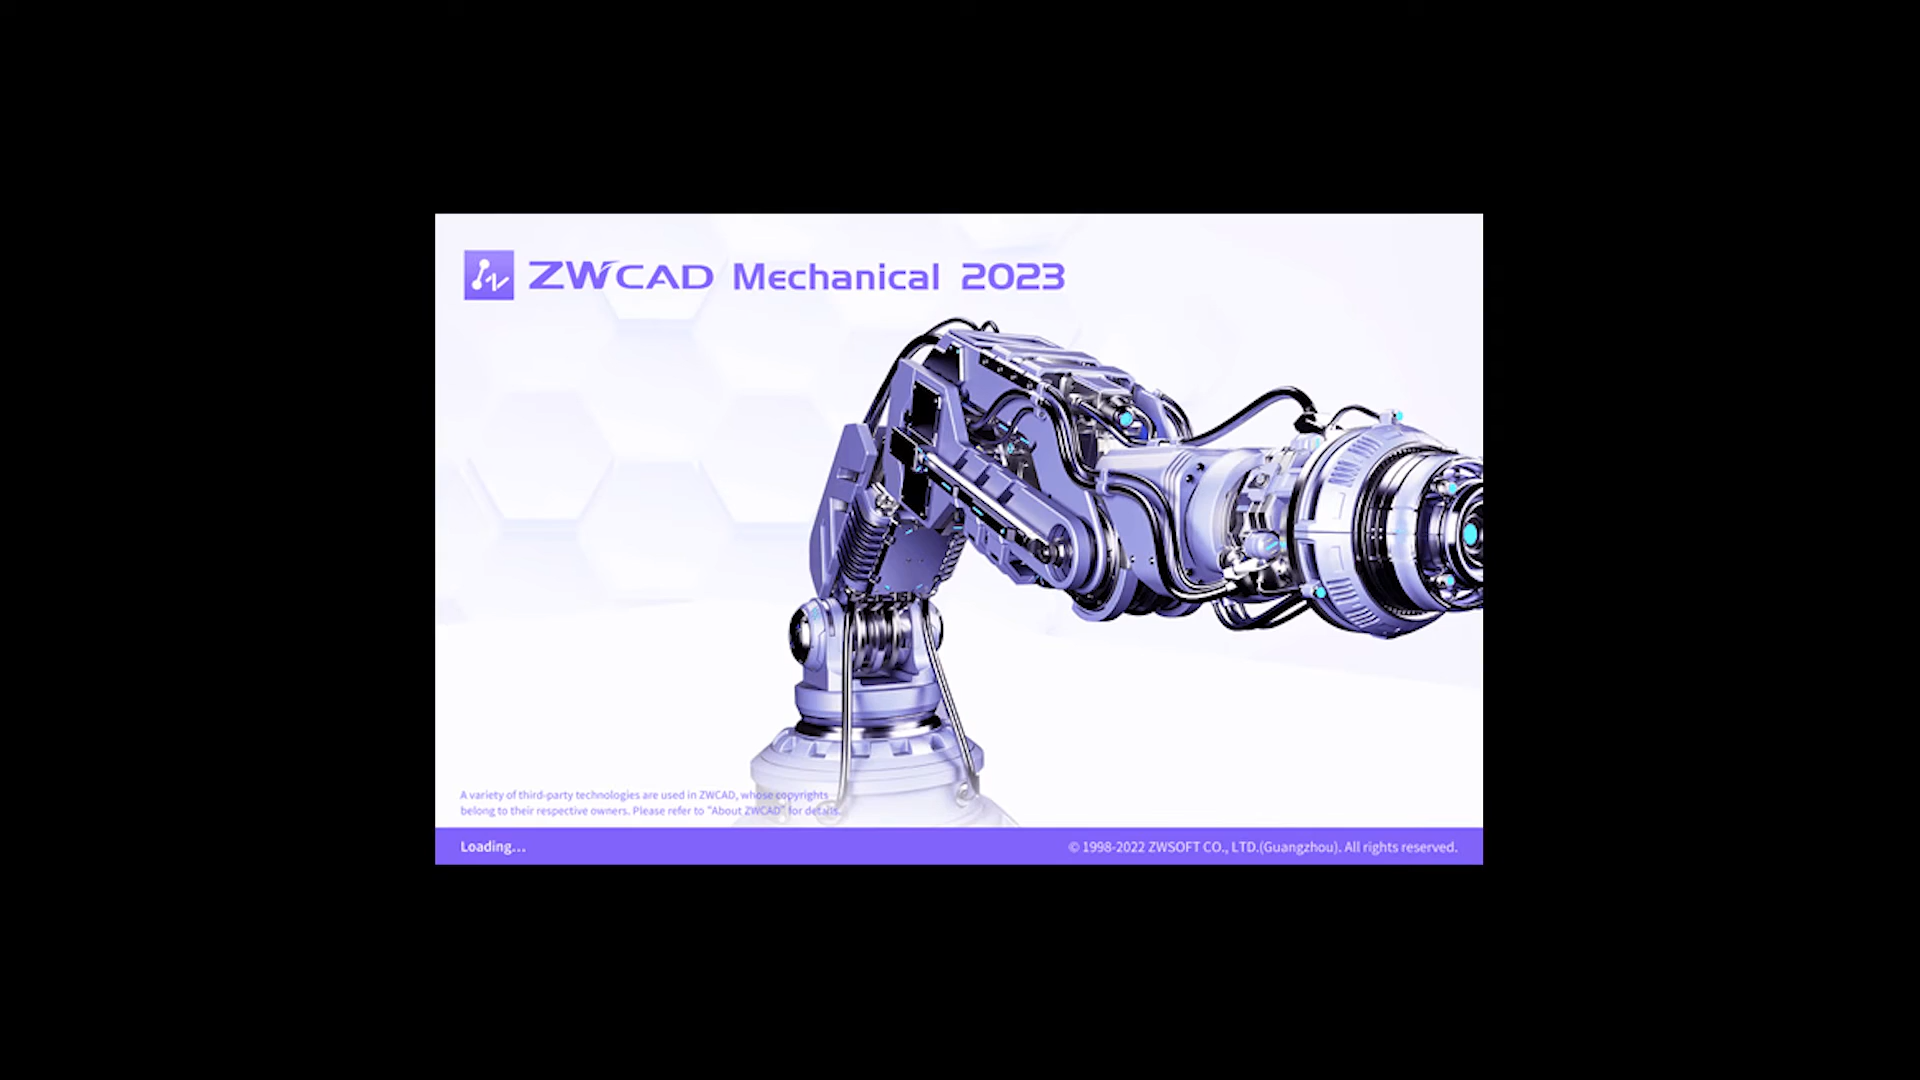 ZWCAD Mechanical 2023
A variety of third-party technologies are used in ZWCAD, whose copyrights
belong to their respective owners. Please refer to "About ZWCAD" for details.
Loading...
© 1998-2022 ZWSOFT CO., LTD.(Guangzhou). All rights reserved.